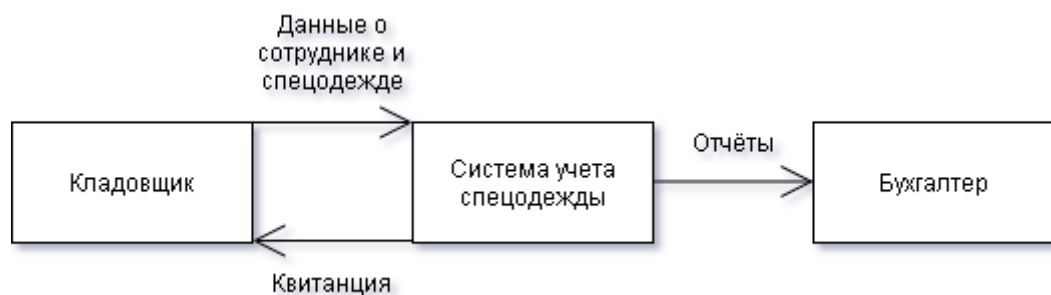 Данные о
сотруднике и
спецодежде
Кладовщик
Система учета
спецодежды
Отчёты
Бухгалтер
Квитанция